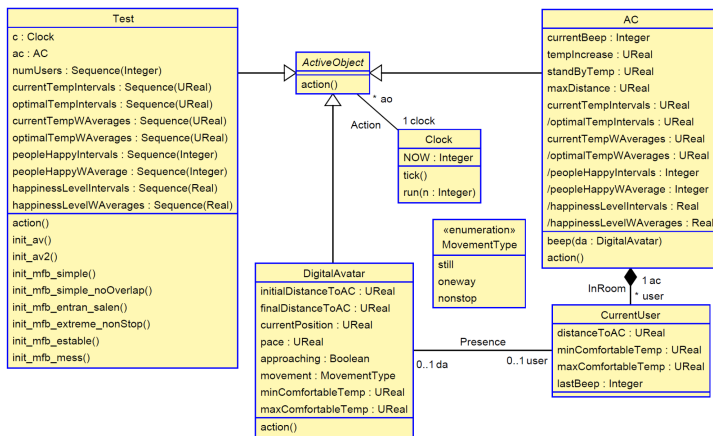 Test
c : Clock
ac : AC
numUsers : Sequence(Integer)
currentTempIntervals : Sequence(UReal)
optimalTempIntervals : Sequence(UReal)
currentTempWAverages : Sequence(UReal)
optimalTempWAverages : Sequence(UReal)
peopleHappyIntervals : Sequence(Integer)
peopleHappyWAverage : Sequence(Integer)
happinessLevelIntervals : Sequence(Real)
happinessLevelWAverages : Sequence(Real)
action()
init_av()
init_av2()
init_mfb_simple()
init_mfb_simple_noOverlap()
init_mfb_entran_salen()
init_mfb_extreme_nonStop()
init_mfb_estable()
init_mfb_mess()
ActiveObject
action()
* ao
Action
1 clock
Clock
NOW : Integer
tick()
run(n : Integer)
«enumeration»
MovementType
still
oneway
nonstop
AC
currentBeep : Integer
tempIncrease : UReal
standByTemp : UReal
maxDistance : UReal
currentTempIntervals : UReal
/optimalTempIntervals : UReal
currentTempWAverages : UReal
/optimalTempWAverages : UReal
/peopleHappyIntervals : Integer
/peopleHappyWAverage : Integer
/happinessLevelIntervals : Real
/happinessLevelWAverages : Real
beep(da : DigitalAvatar)
action()
1 ac
InRoom
* user
DigitalAvatar
initialDistanceToAC : UReal
finalDistanceToAC : UReal
currentPosition : UReal
pace : UReal
approaching : Boolean
movement : MovementType
minComfortableTemp : UReal
maxComfortableTemp : UReal
action()
Presence
0..1 da
0..1 user
CurrentUser
distanceToAC : UReal
minComfortableTemp : UReal
maxComfortableTemp : UReal
lastBeep : Integer